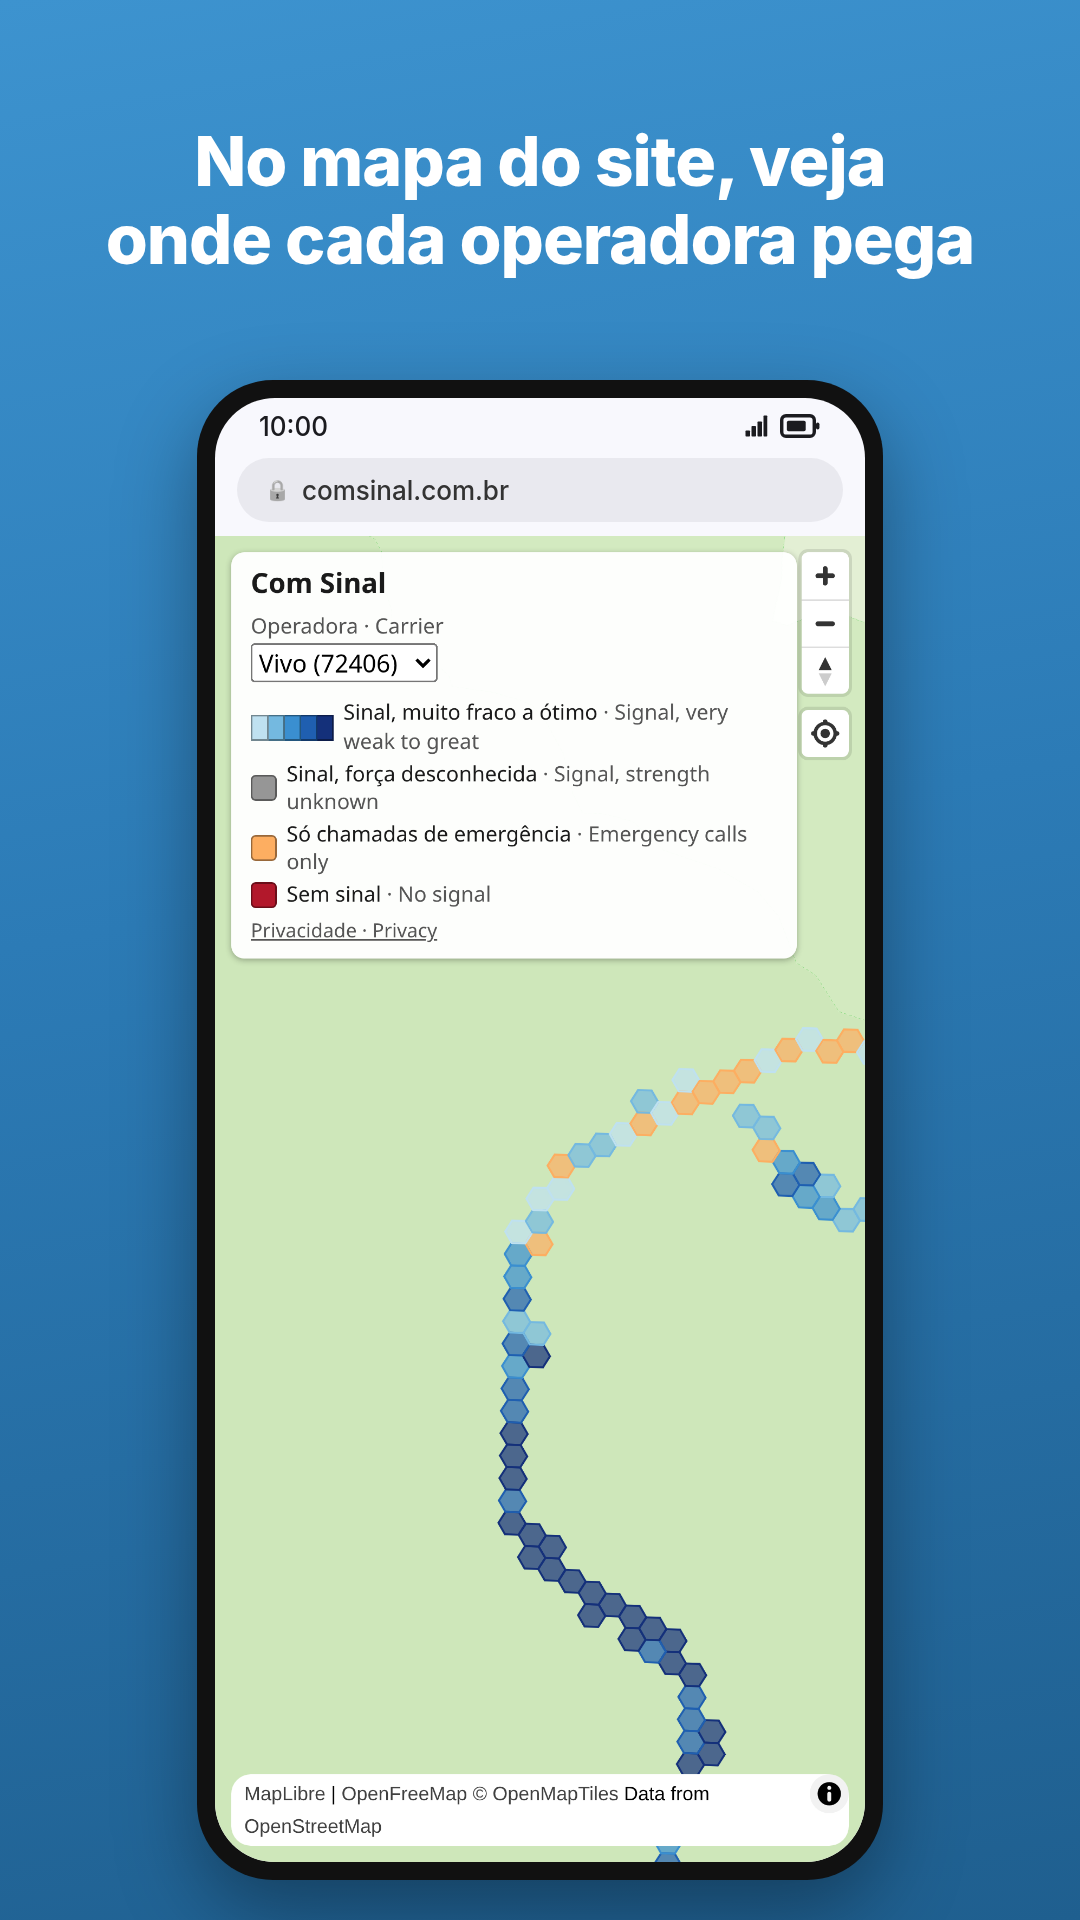 No mapa do site, veja
onde cada operadora pega
10:00
comsinal.com.br
Com Sinal
Operadora · Carrier
Vivo (72406)
Sinal, muito fraco a ótimo · Signal, very
weak to great
Sinal, força desconhecida · Signal, strength
unknown
Só chamadas de emergência · Emergency calls
only
Sem sinal · No signal
Privacidade · Privacy
MapLibre | OpenFreeMap © OpenMapTiles Data from
OpenStreetMap